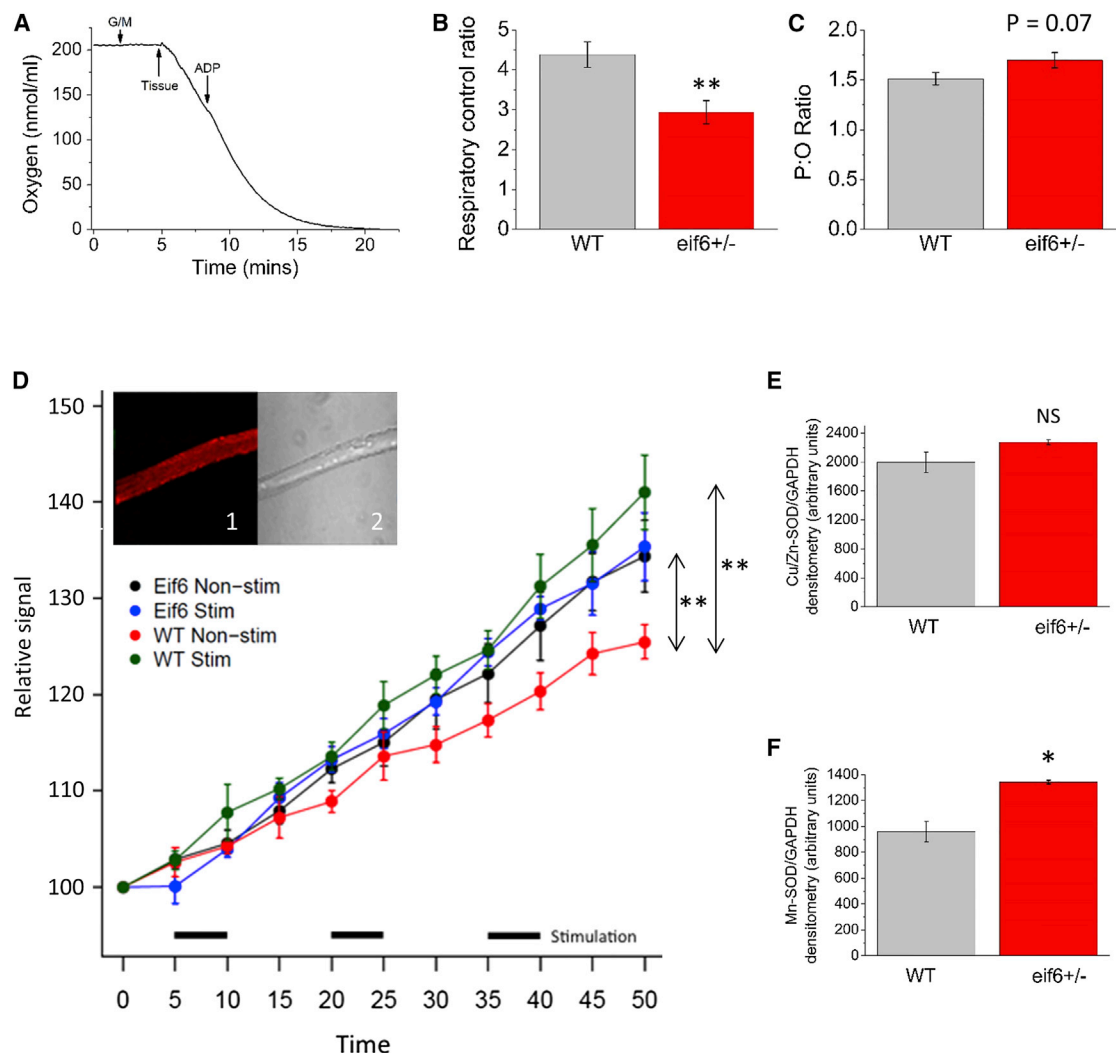 A
G/M
Tissue
ADP
200
150
100
50
0
Oxygen (nmol/ml)
0 5 10 15 20
Time (mins)
B
5
4
3
2
1
0
Respiratory control ratio
**
WT eif6+/-
C
P = 0.07
2.0
1.5
1.0
0.5
0.0
P:O Ratio
WT eif6+/-
D
150
140
130
120
110
100
Relative signal
1 2
Eif6 Non-stim
Eif6 Stim
WT Non-stim
WT Stim
**
**
Stimulation
0 5 10 15 20 25 30 35 40 45 50
Time
E
NS
2400
2000
1600
1200
800
400
0
Cu/Zn-SOD/GAPDH
densitometry (arbitrary units)
WT eif6+/-
F
*
1400
1200
1000
800
600
400
200
0
Mn-SOD/GAPDH
densitometry (arbitrary units)
WT eif6+/-